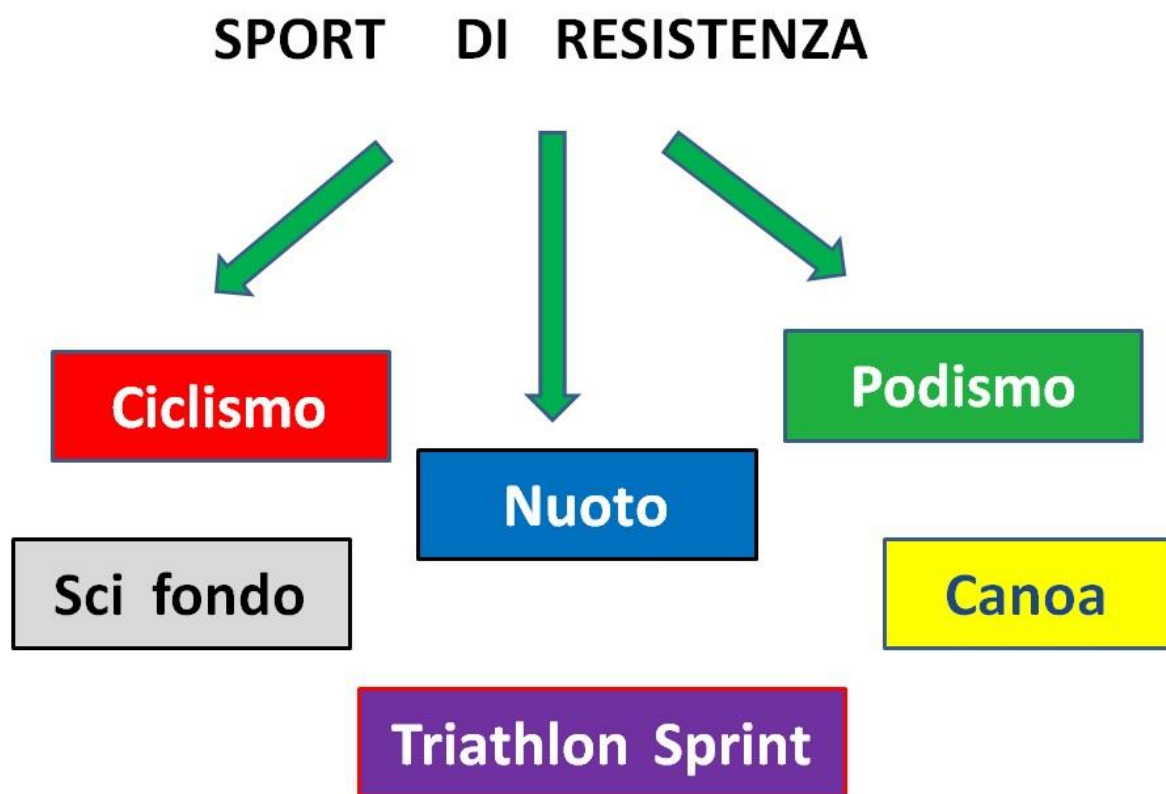 SPORT DI RESISTENZA
Ciclismo
Podismo
Nuoto
Sci fondo
Canoa
Triathlon Sprint